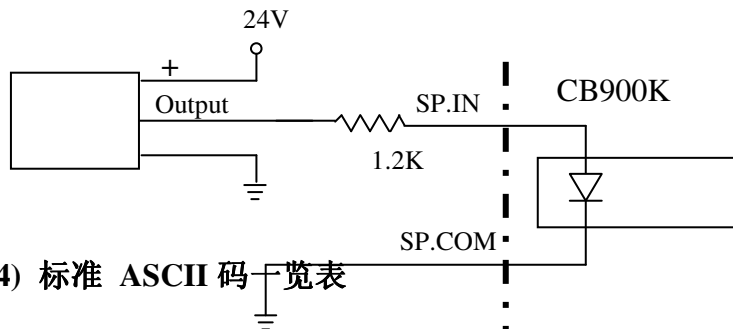 24V
+
Output
SP.IN
CB900K
1.2K
SP.COM
4) 标准 ASCII 码一览表